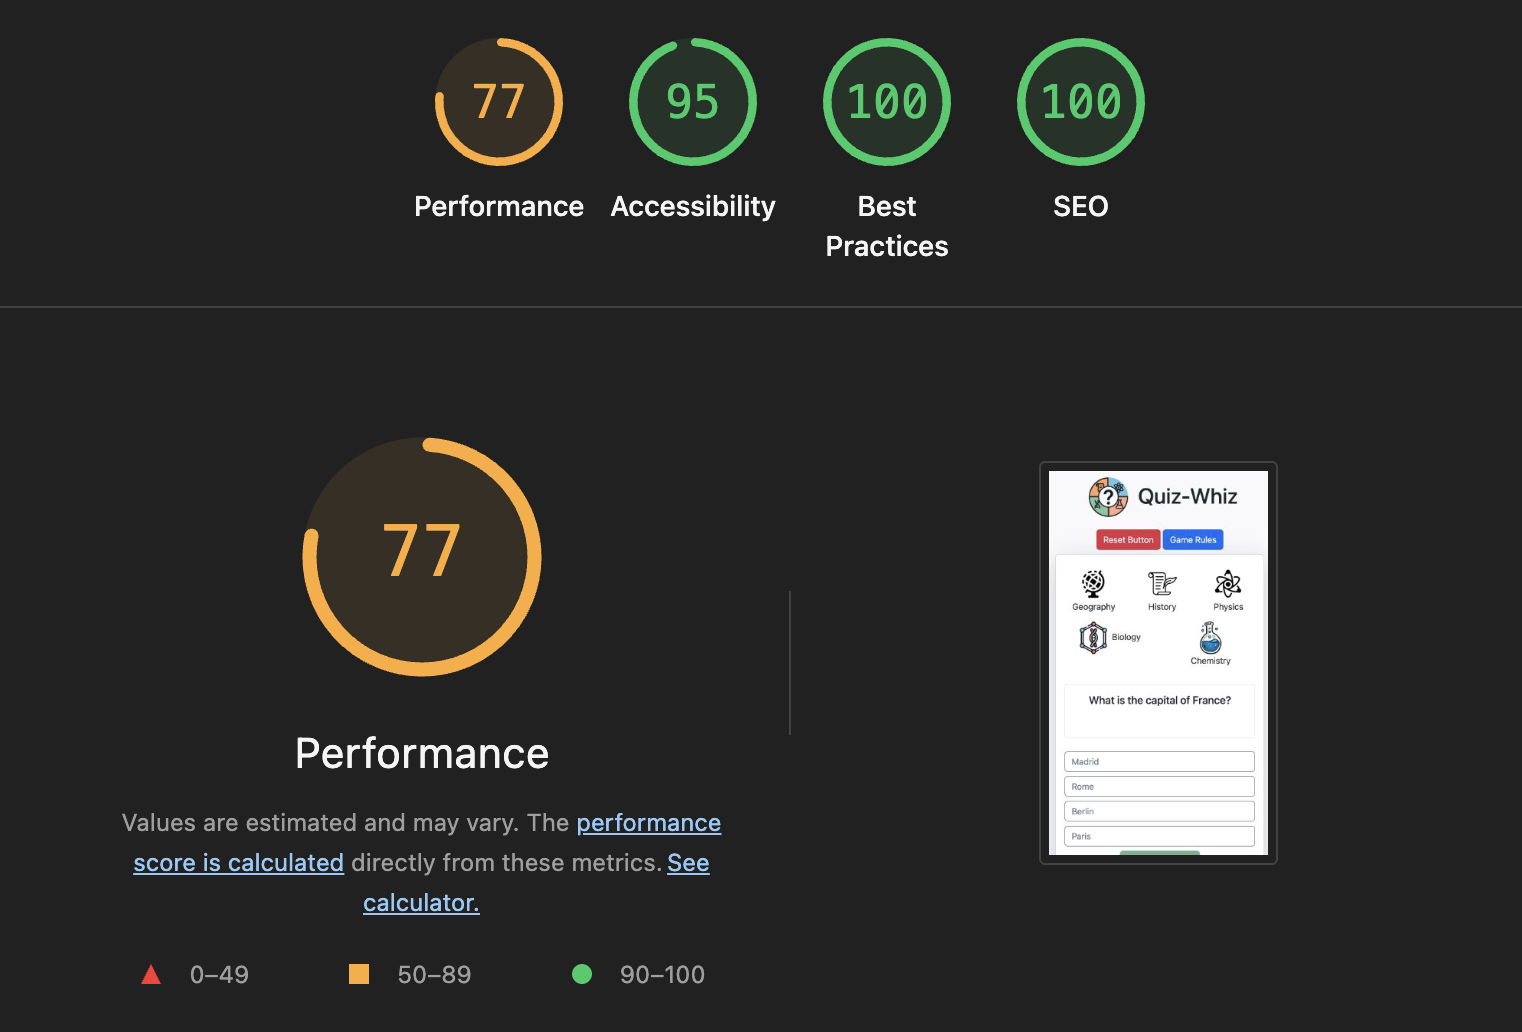 77
95
100
100
Performance
Accessibility
Best
Practices
SEO
77
Performance
Values are estimated and may vary. The performance
score is calculated directly from these metrics. See
calculator.
0–49
50–89
90–100
?
Quiz-Whiz
Reset Button
Game Rules
Geography
History
Physics
Biology
Chemistry
What is the capital of France?
Madrid
Rome
Berlin
Paris